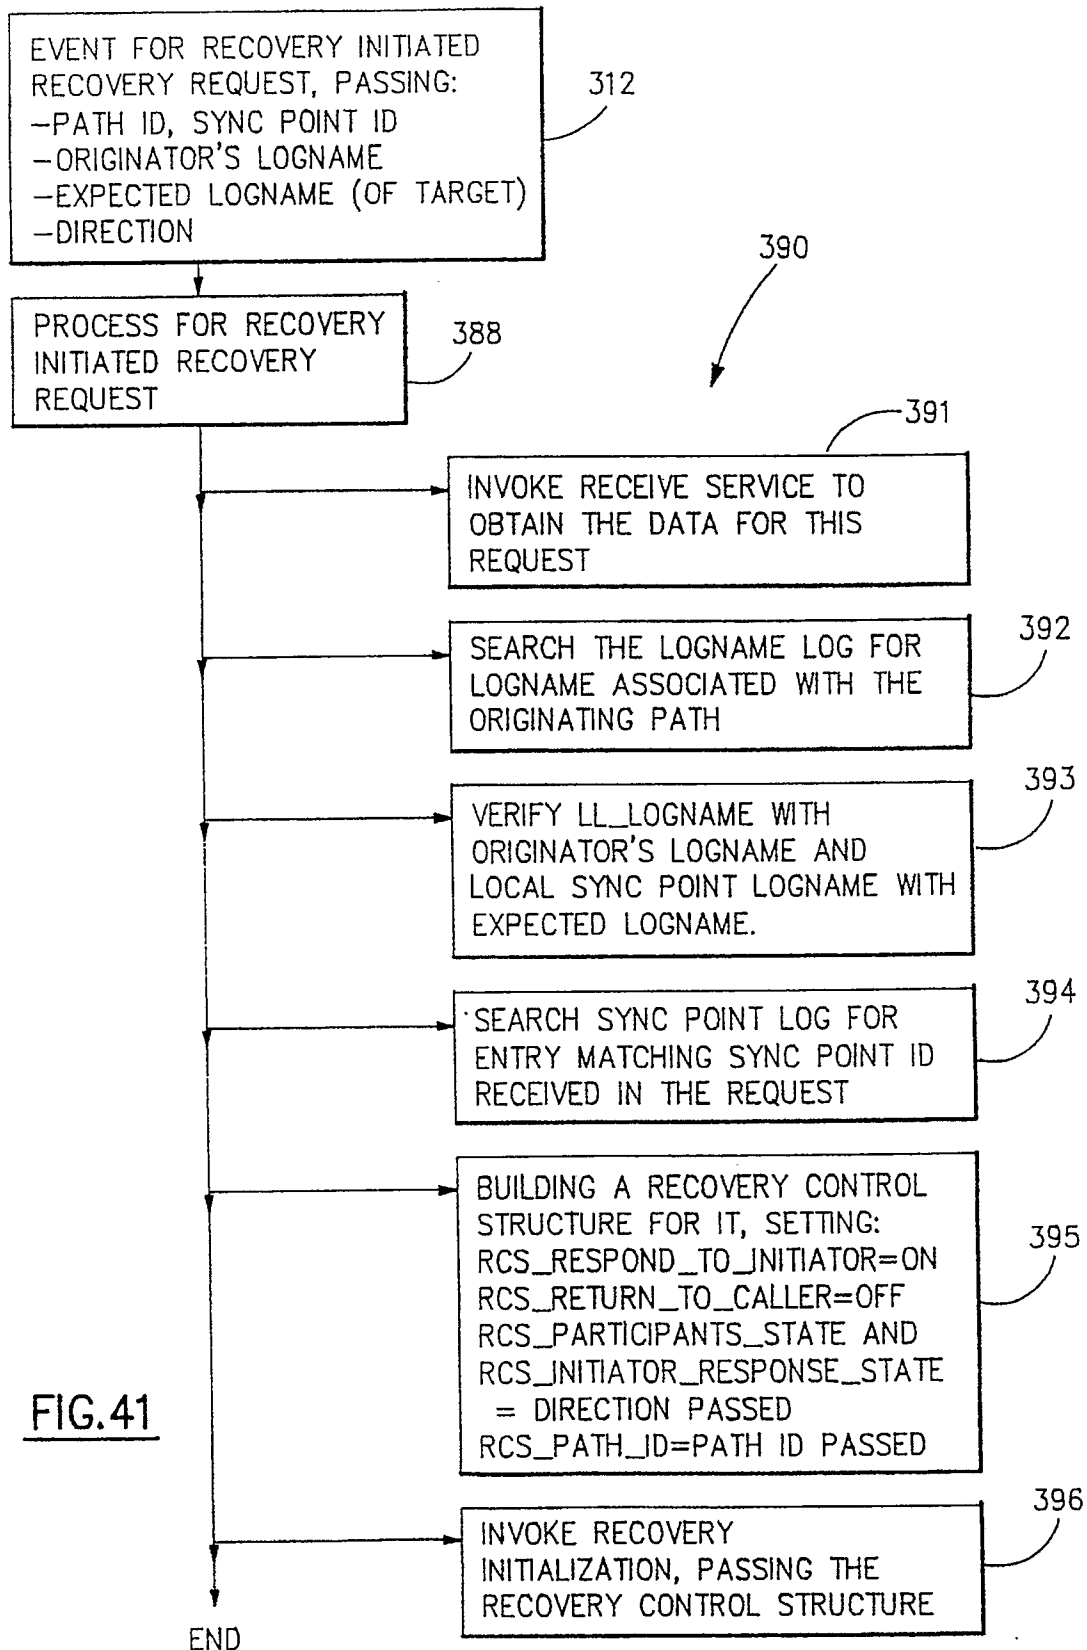 EVENT FOR RECOVERY INITIATED
RECOVERY REQUEST, PASSING:
-PATH ID, SYNC POINT ID
-ORIGINATOR'S LOGNAME
-EXPECTED LOGNAME (OF TARGET)
-DIRECTION
312
390
PROCESS FOR RECOVERY
INITIATED RECOVERY
REQUEST
388
391
INVOKE RECEIVE SERVICE TO
OBTAIN THE DATA FOR THIS
REQUEST
392
SEARCH THE LOGNAME LOG FOR
LOGNAME ASSOCIATED WITH THE
ORIGINATING PATH
393
VERIFY LL_LOGNAME WITH
ORIGINATOR'S LOGNAME AND
LOCAL SYNC POINT LOGNAME WITH
EXPECTED LOGNAME.
394
SEARCH SYNC POINT LOG FOR
ENTRY MATCHING SYNC POINT ID
RECEIVED IN THE REQUEST
BUILDING A RECOVERY CONTROL
STRUCTURE FOR IT, SETTING:
RCS_RESPOND_TO_INITIATOR=ON
RCS_RETURN_TO_CALLER=OFF
RCS_PARTICIPANTS_STATE AND
RCS_INITIATOR_RESPONSE_STATE
= DIRECTION PASSED
RCS_PATH_ID=PATH ID PASSED
395
FIG.41
396
INVOKE RECOVERY
INITIALIZATION, PASSING THE
RECOVERY CONTROL STRUCTURE
END